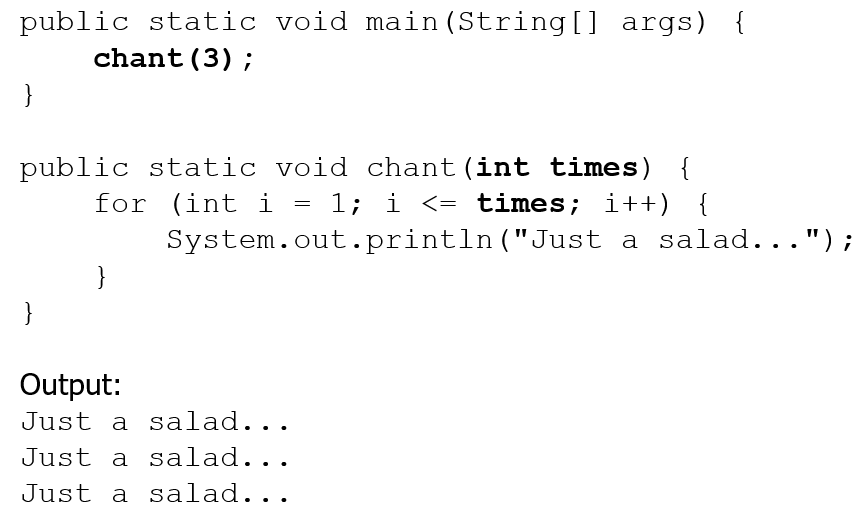 public static void main(String[] args) {
    chant(3);
}

public static void chant(int times) {
    for (int i = 1; i <= times; i++) {
        System.out.println("Just a salad...");
    }
}

Output:
Just a salad...
Just a salad...
Just a salad...